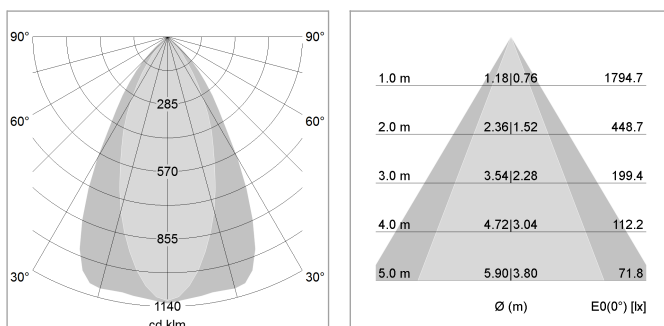 90° 90°
285
60° 60°
570
855
30° 30°
1140
cd klm
1.0 m 1.18|0.76 1794.7
2.0 m 2.36|1.52 448.7
3.0 m 3.54|2.28 199.4
4.0 m 4.72|3.04 112.2
5.0 m 5.90|3.80 71.8
Ø (m) E0(0°) [lx]